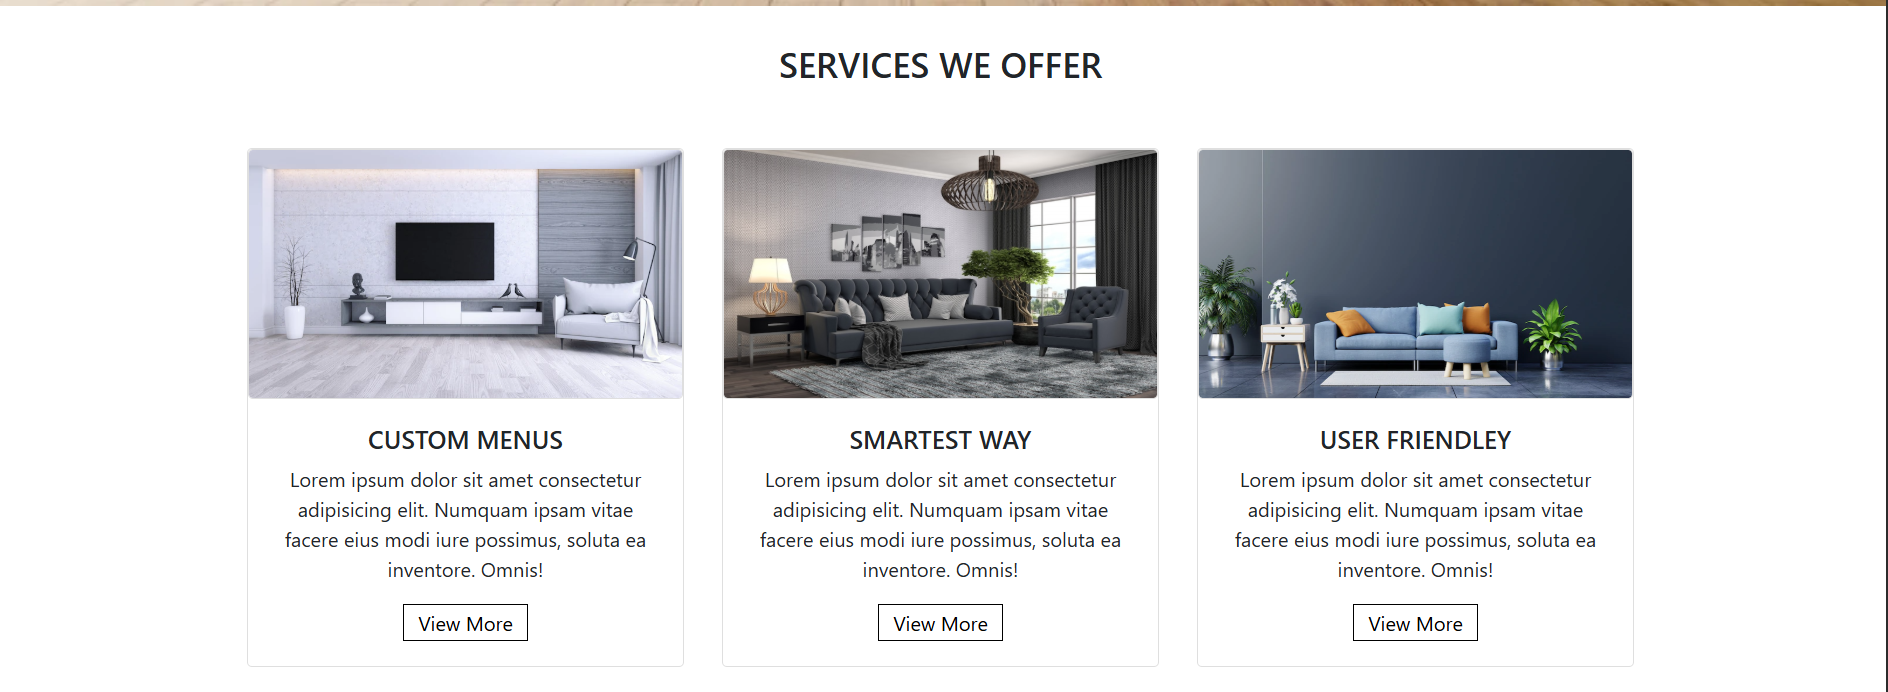 SERVICES WE OFFER
CUSTOM MENUS
Lorem ipsum dolor sit amet consectetur
adipisicing elit. Numquam ipsam vitae
facere eius modi iure possimus, soluta ea
inventore. Omnis!
View More
SMARTEST WAY
Lorem ipsum dolor sit amet consectetur
adipisicing elit. Numquam ipsam vitae
facere eius modi iure possimus, soluta ea
inventore. Omnis!
View More
USER FRIENDLEY
Lorem ipsum dolor sit amet consectetur
adipisicing elit. Numquam ipsam vitae
facere eius modi iure possimus, soluta ea
inventore. Omnis!
View More